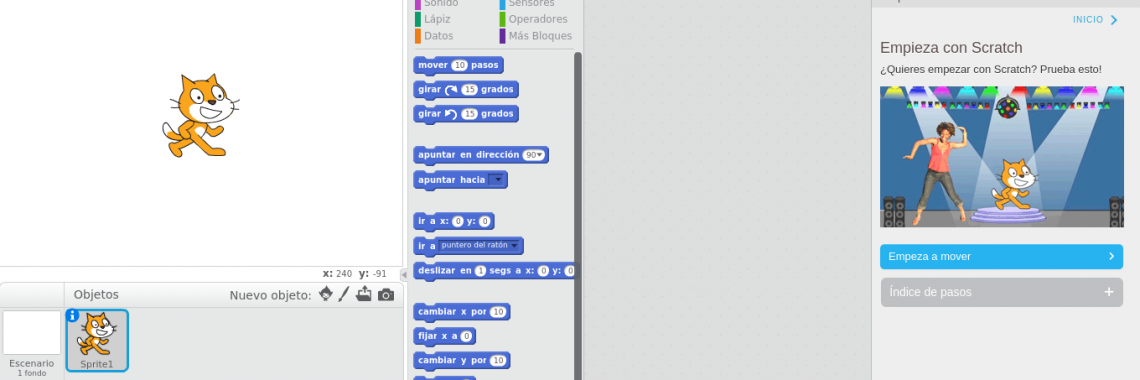 Sonido
Sensores
Lápiz
Operadores
Datos
Más Bloques
mover 10 pasos
girar 15 grados
girar 15 grados
apuntar en dirección 90
apuntar hacia
ir a x: 0 y: 0
ir a puntero del ratón
deslizar en 1 segs a x: 0 y: 0
cambiar x por 10
fijar x a 0
cambiar y por 10
x: 240 y: -91
Objetos
Nuevo objeto:
Escenario
1 fondo
Sprite1
INICIO
Empieza con Scratch
¿Quieres empezar con Scratch? Prueba esto!
Empeza a mover
Índice de pasos